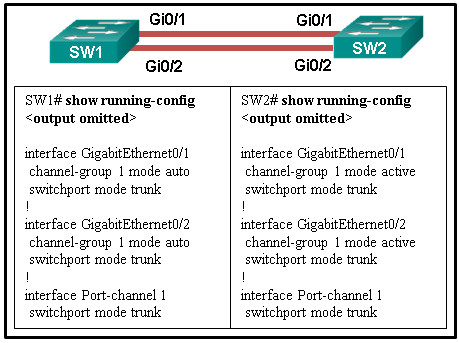 Gi0/1
Gi0/1
SW1
SW2
Gi0/2
Gi0/2
SW1# show running-config
<output omitted>
interface GigabitEthernet0/1
channel-group 1 mode auto
switchport mode trunk
!
interface GigabitEthernet0/2
channel-group 1 mode auto
switchport mode trunk
!
interface Port-channel 1
switchport mode trunk
SW2# show running-config
<output omitted>
interface GigabitEthernet0/1
channel-group 1 mode active
switchport mode trunk
!
interface GigabitEthernet0/2
channel-group 1 mode active
switchport mode trunk
!
interface Port-channel 1
switchport mode trunk